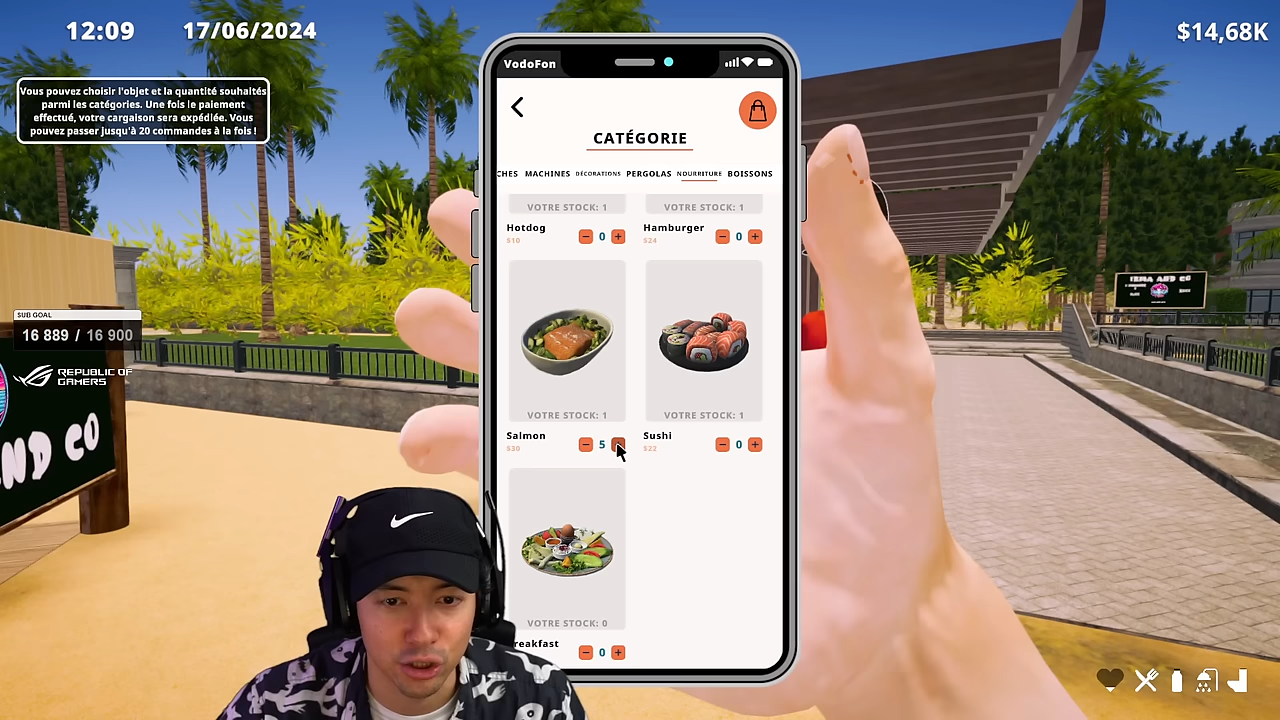 12:09
17/06/2024
$14,68K
VodoFon
Vous pouvez choisir l'objet et la quantité souhaités
parmi les catégories. Une fois le paiement
effectué, votre cargaison sera expédiée. Vous
pouvez passer jusqu'à 20 commandes à la fois !
CATÉGORIE
CHES MACHINES DÉCORATIONS PERGOLAS NOURRITURE BOISSONS
VOTRE STOCK: 1
VOTRE STOCK: 1
Hotdog
$10
0
Hamburger
$24
0
SUB GOAL
16 889 / 16 900
REPUBLIC OF
GAMERS
AND CO
AND CO
VOTRE STOCK: 1
VOTRE STOCK: 1
Salmon
$30
5
Sushi
$22
0
VOTRE STOCK: 0
reakfast
0